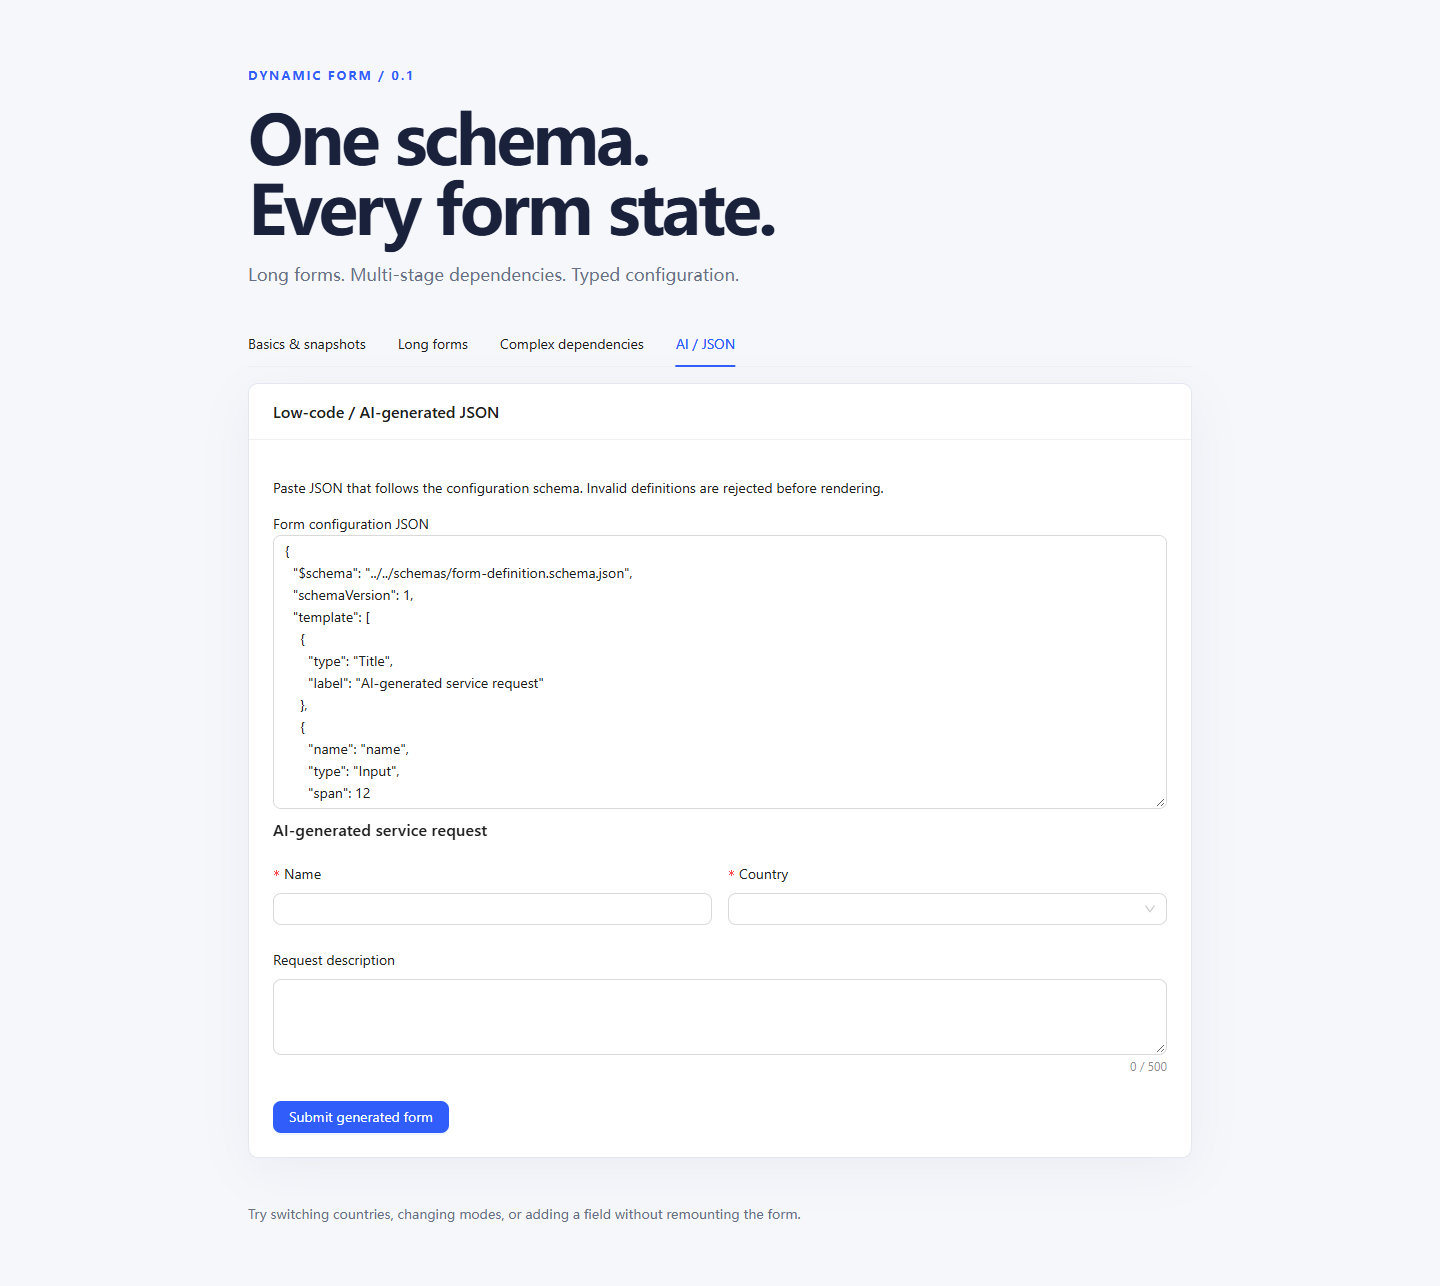 DYNAMIC FORM / 0.1
One schema.
Every form state.
Long forms. Multi-stage dependencies. Typed configuration.
Basics & snapshots
Long forms
Complex dependencies
AI / JSON
Low-code / AI-generated JSON
Paste JSON that follows the configuration schema. Invalid definitions are rejected before rendering.
Form configuration JSON
{
"$schema": "../../schemas/form-definition.schema.json",
"schemaVersion": 1,
"template": [
{
"type": "Title",
"label": "AI-generated service request"
},
{
"name": "name",
"type": "Input",
"span": 12
AI-generated service request
* Name
* Country
Request description
0 / 500
Submit generated form
Try switching countries, changing modes, or adding a field without remounting the form.